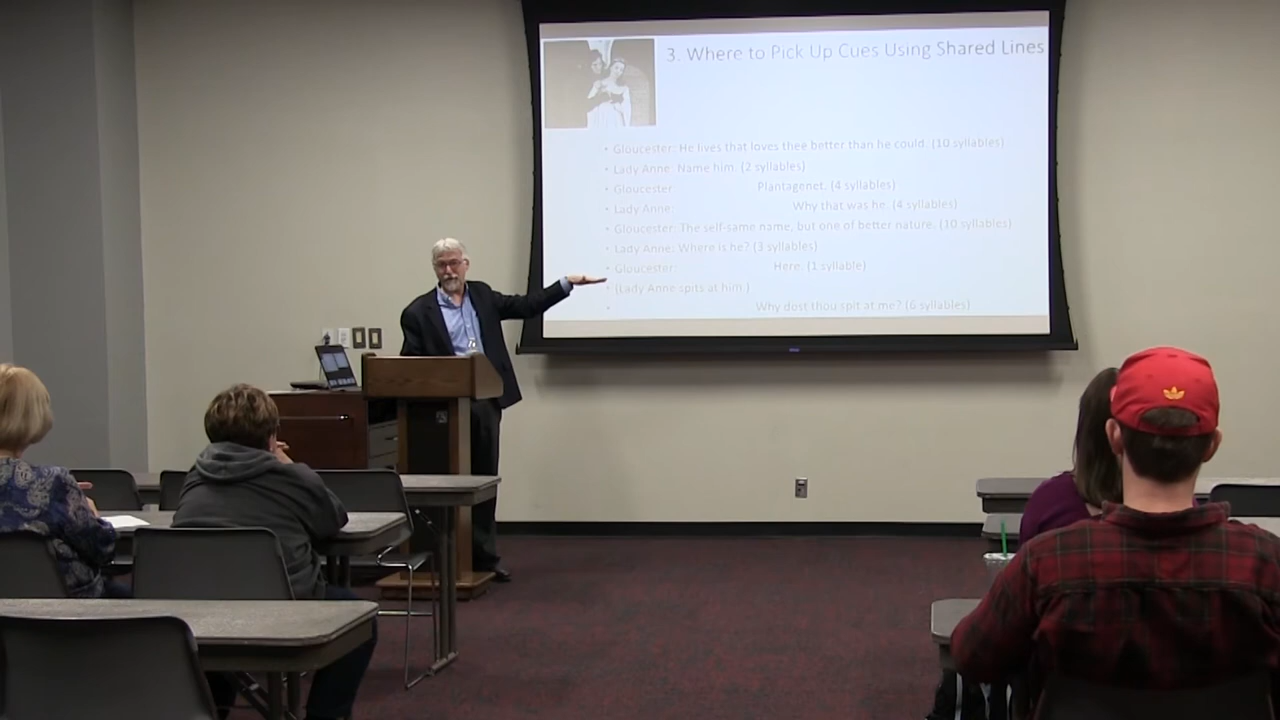 3. Where to Pick Up Cues Using Shared Lines
• Gloucester: He lives that loves thee better than he could. (10 syllables)
• Lady Anne: Name him. (2 syllables)
• Gloucester: Plantagenet. (4 syllables)
• Lady Anne: Why that was he. (4 syllables)
• Gloucester: The self-same name, but one of better nature. (10 syllables)
• Lady Anne: Where is he? (3 syllables)
• Gloucester: Here. (1 syllable)
• (Lady Anne spits at him.)
• Why dost thou spit at me? (6 syllables)